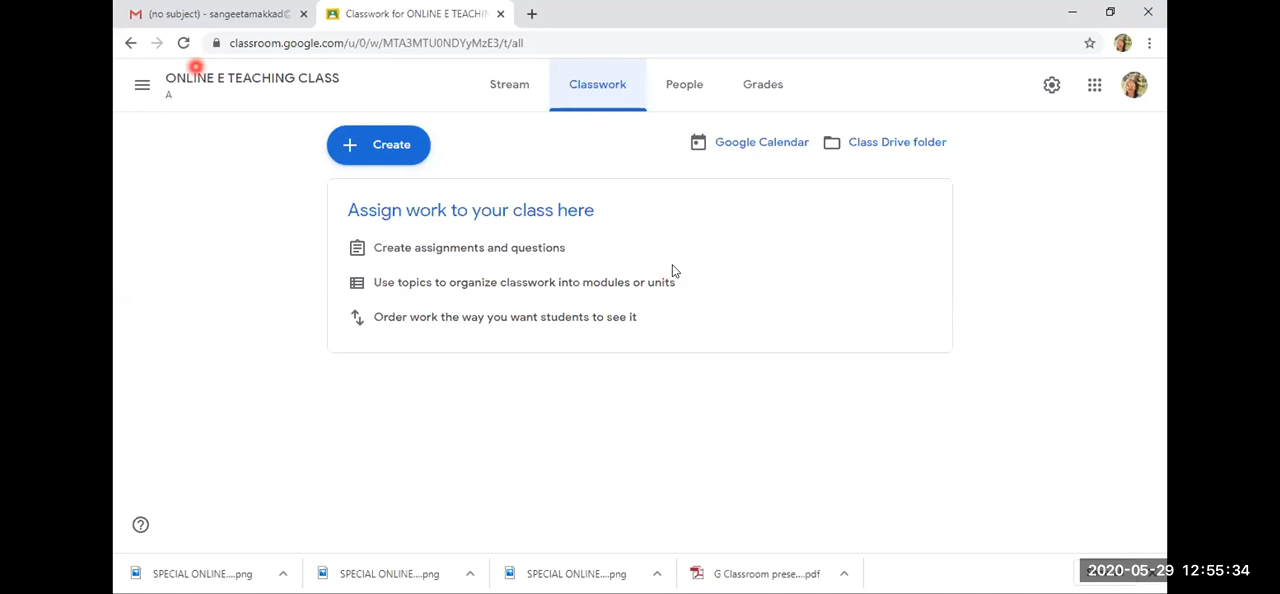 (no subject) - sangeetamakkad@
Classwork for ONLINE E TEACHIN
classroom.google.com/u/0/w/MTA3MTU0NDYyMzE3/t/all
ONLINE E TEACHING CLASS
A
Stream
Classwork
People
Grades
Create
Google Calendar
Class Drive folder
Assign work to your class here
Create assignments and questions
Use topics to organize classwork into modules or units
Order work the way you want students to see it
SPECIAL ONLINE....png
SPECIAL ONLINE....png
SPECIAL ONLINE....png
G Classroom prese....pdf
2020-05-29 12:55:34